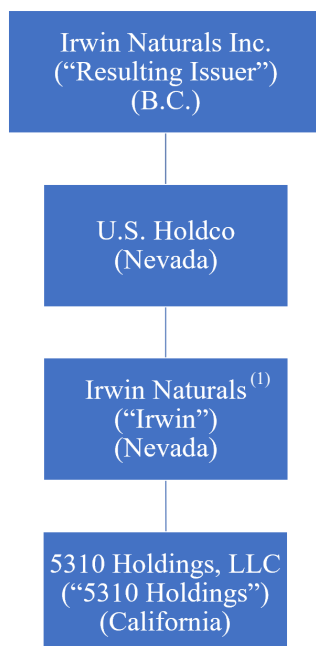 Irwin Naturals Inc.
(“Resulting Issuer”)
(B.C.)
U.S. Holdco
(Nevada)
Irwin Naturals (1)
(“Irwin”)
(Nevada)
5310 Holdings, LLC
(“5310 Holdings”)
(California)